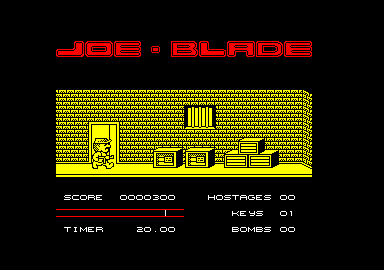 JOE · BLADE
SCORE 0000300 HOSTAGES 00
KEYS 01
TIMER 20.00 BOMBS 00